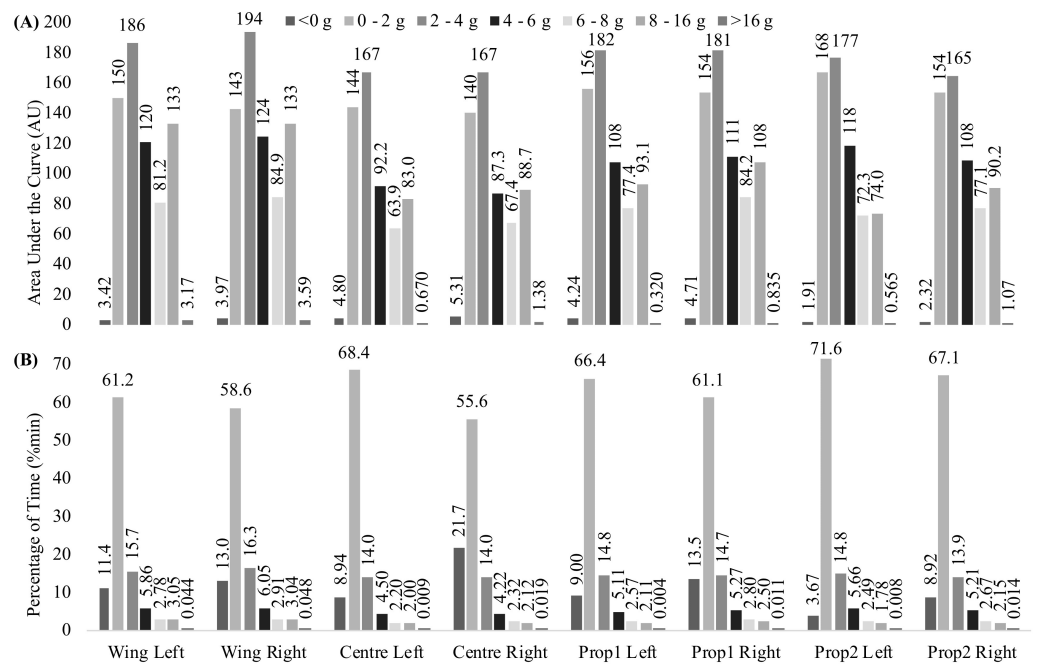 (A)
<0 g 0 - 2 g 2 - 4 g 4 - 6 g 6 - 8 g 8 - 16 g >16 g
Area Under the Curve (AU)
200
180
160
140
120
100
80
60
40
20
0
3.42 150 186 120 81.2 133 3.17
3.97 143 194 124 84.9 133 3.59
4.80 144 167 92.2 63.9 83.0 0.670
5.31 140 167 87.3 67.4 88.7 1.38
4.24 156 182 108 77.4 93.1 0.320
4.71 154 181 111 84.2 108 0.835
1.91 168 177 118 72.3 74.0 0.565
2.32 154 165 108 77.1 90.2 1.07
(B)
Percentage of Time (%min)
70
60
50
40
30
20
10
0
11.4 61.2 15.7 5.86 2.78 3.05 0.044
13.0 58.6 16.3 6.05 2.91 3.04 0.048
8.94 68.4 14.0 4.50 2.20 2.00 0.009
21.7 55.6 14.0 4.22 2.32 2.12 0.019
9.00 66.4 14.8 5.11 2.57 2.11 0.004
13.5 61.1 14.7 5.27 2.80 2.50 0.011
3.67 71.6 14.8 5.66 2.49 1.78 0.008
8.92 67.1 13.9 5.21 2.67 2.15 0.014
Wing Left Wing Right Centre Left Centre Right Prop1 Left Prop1 Right Prop2 Left Prop2 Right